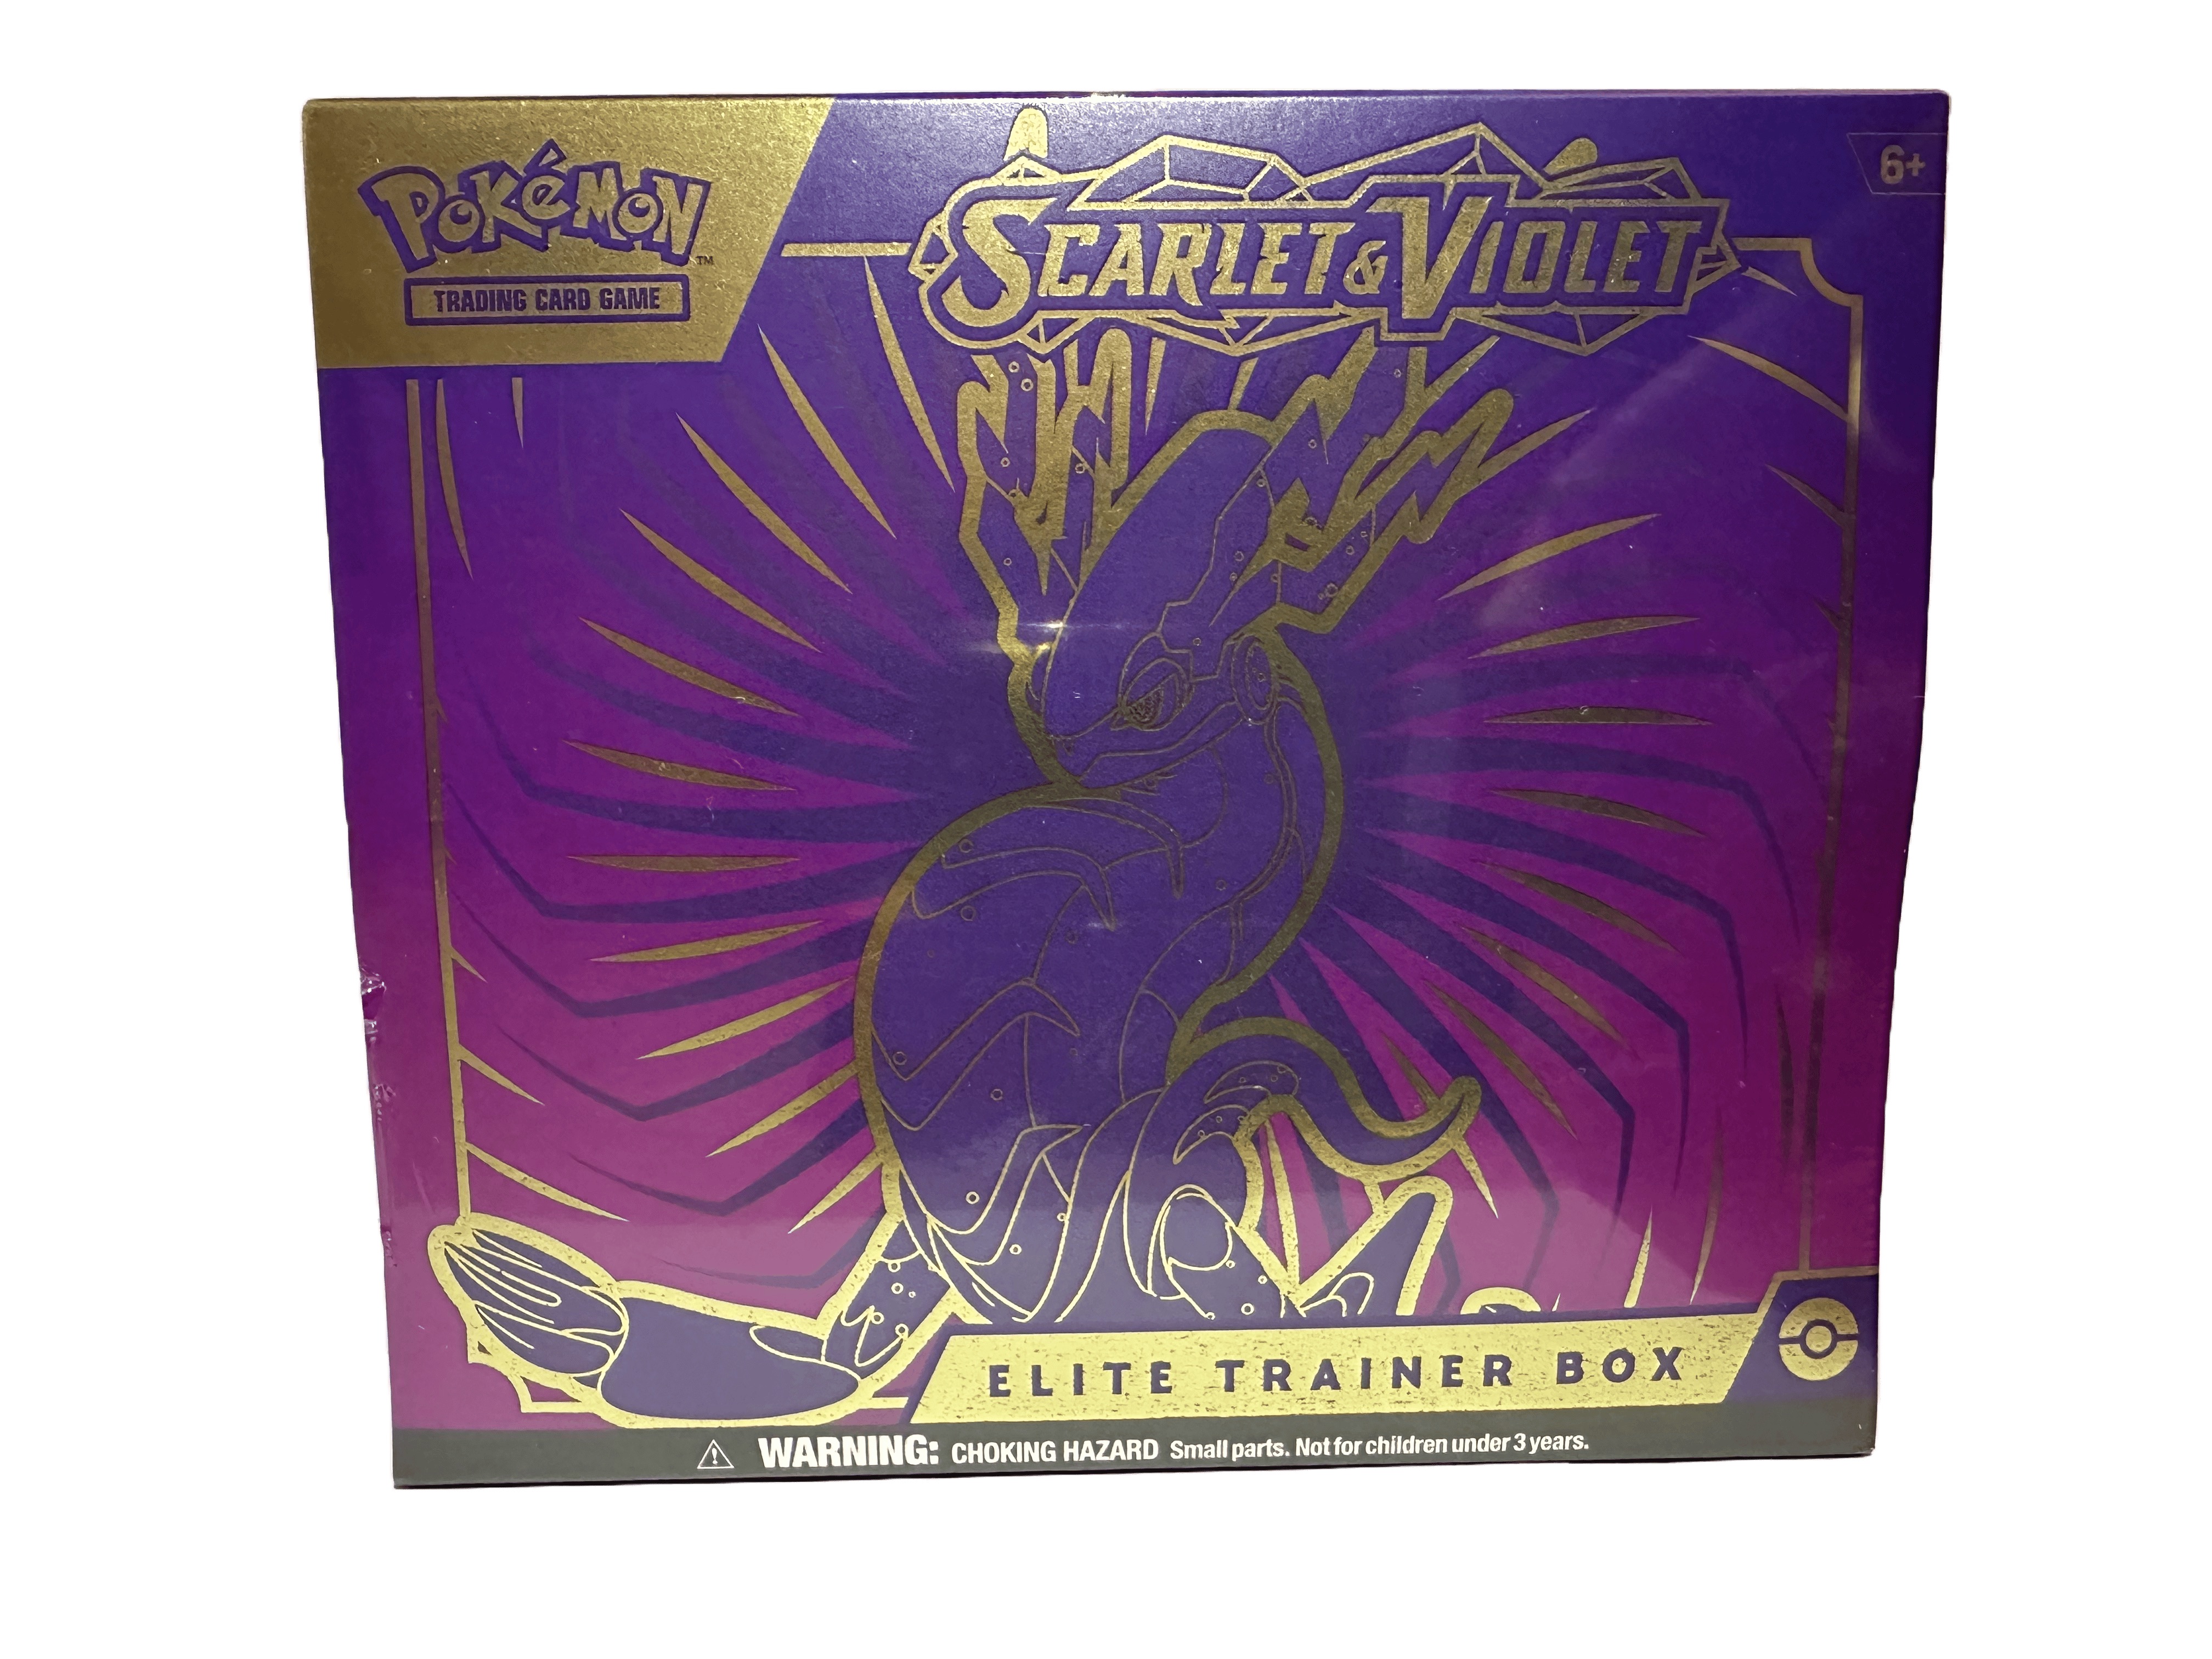 POKéMON™
TRADING CARD GAME
SCARLET & VIOLET
6+
ELITE TRAINER BOX
WARNING: CHOKING HAZARD Small parts. Not for children under 3 years.